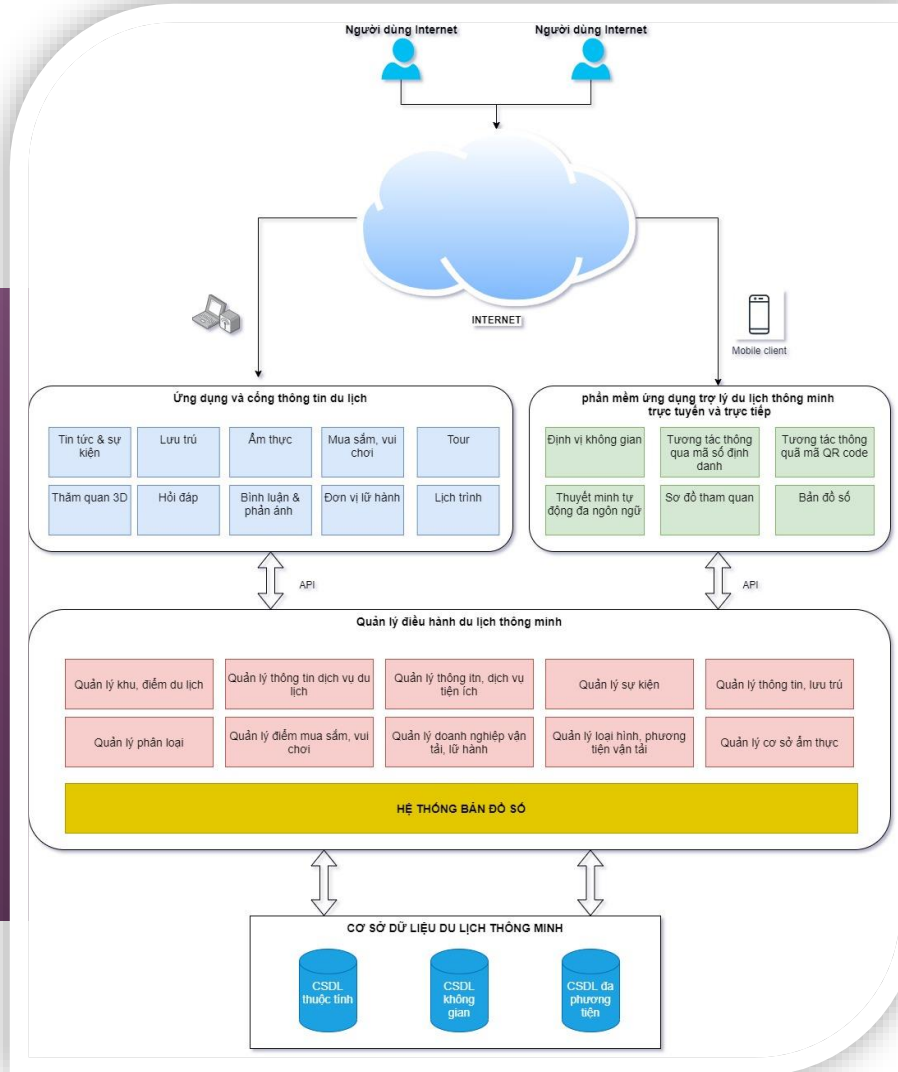 Người dùng Internet
Người dùng Internet
INTERNET
Mobile client
Ứng dụng và cổng thông tin du lịch
Tin tức & sự
kiện
Lưu trú
Ẩm thực
Mua sắm, vui
chơi
Tour
Thăm quan 3D
Hỏi đáp
Bình luận &
phản ánh
Đơn vị lữ hành
Lịch trình
phần mềm ứng dụng trợ lý du lịch thông minh
trực tuyến và trực tiếp
Định vị không gian
Tương tác thông
qua mã số định
danh
Tương tác thông
quã mã QR code
Thuyết minh tự
động đa ngôn ngữ
Sơ đồ tham quan
Bản đồ số
API
API
Quản lý điều hành du lịch thông minh
Quản lý khu, điểm du lịch
Quản lý thông tin dịch vụ du
lịch
Quản lý thông itn, dịch vụ
tiện ích
Quản lý sự kiện
Quản lý thông tin, lưu trú
Quản lý phân loại
Quản lý điểm mua sắm, vui
chơi
Quản lý doanh nghiệp vận
tải, lữ hành
Quản lý loại hình, phương
tiện vận tải
Quản lý cơ sở ẩm thực
HỆ THỐNG BẢN ĐỒ SỐ
CƠ SỞ DỮ LIỆU DU LỊCH THÔNG MINH
CSDL
thuộc tính
CSDL
không
gian
CSDL đa
phương
tiện